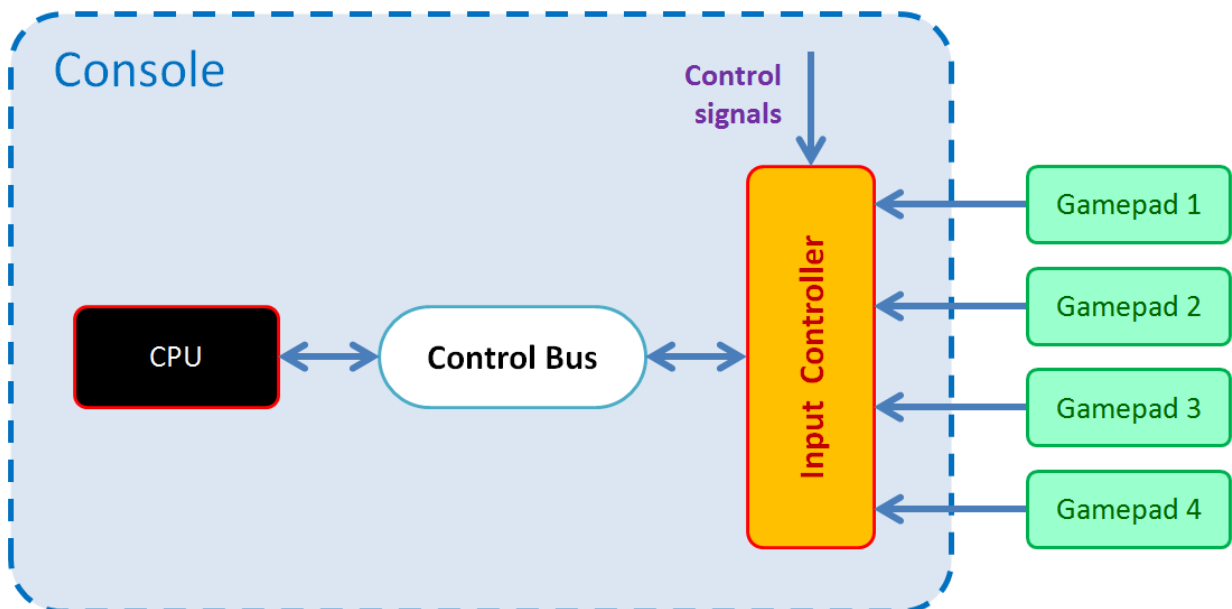 Console
Control
signals
CPU
Control Bus
Input Controller
Gamepad 1
Gamepad 2
Gamepad 3
Gamepad 4